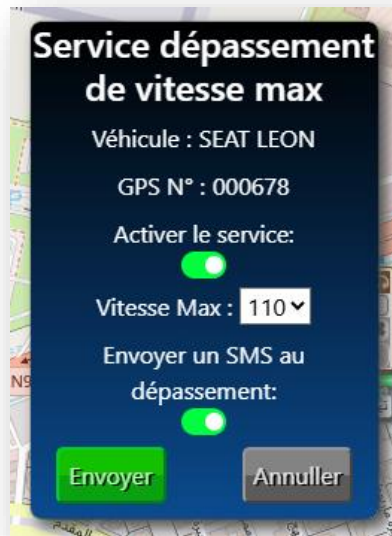 Service dépassement
de vitesse max
Véhicule : SEAT LEON
GPS N° : 000678
Activer le service:
Vitesse Max : 110
Envoyer un SMS au
N9
dépassement:
Envoyer Annuller